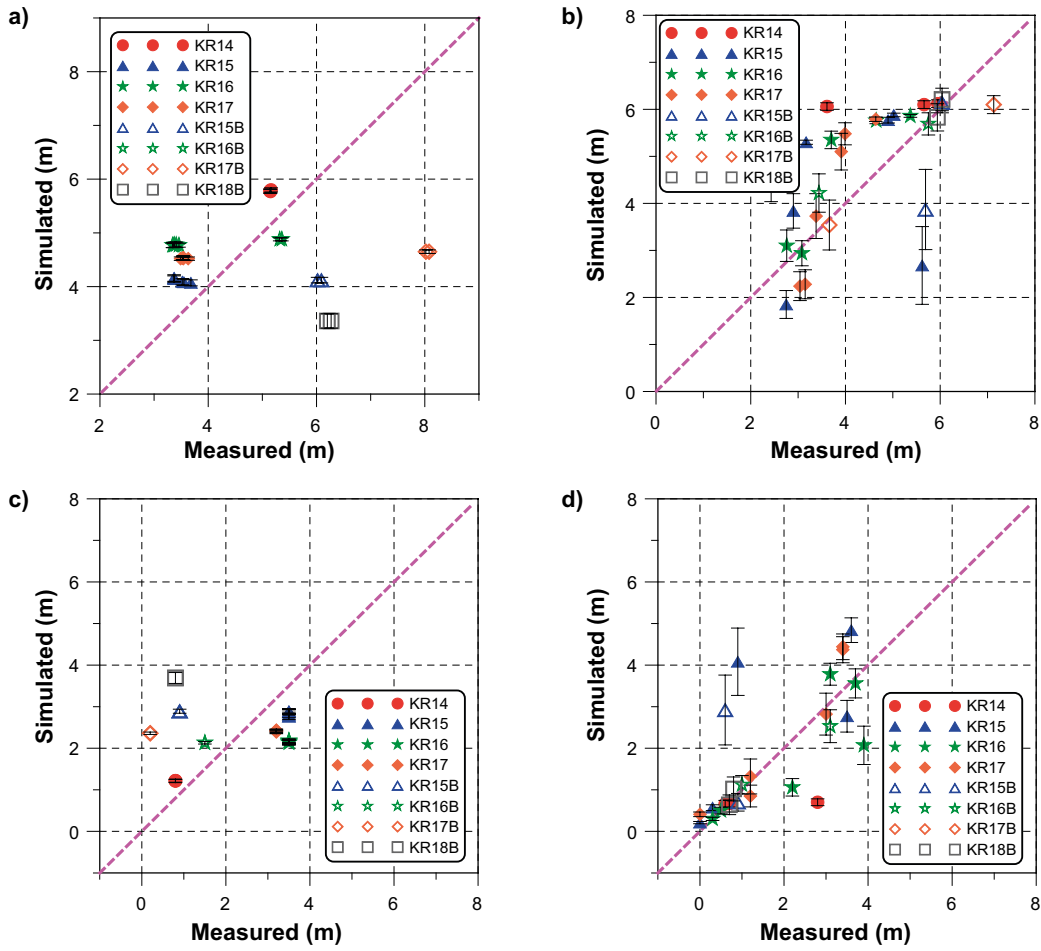 a)
9
8
6
4
2
2
4
6
8
Simulated (m)
Measured (m)
KR14
KR15
KR16
KR17
KR15B
KR16B
KR17B
KR18B
b)
8
6
4
2
0
0
2
4
6
8
Simulated (m)
Measured (m)
KR14
KR15
KR16
KR17
KR15B
KR16B
KR17B
KR18B
c)
8
6
4
2
0
0
2
4
6
8
Simulated (m)
Measured (m)
KR14
KR15
KR16
KR17
KR15B
KR16B
KR17B
KR18B
d)
8
6
4
2
0
0
2
4
6
8
Simulated (m)
Measured (m)
KR14
KR15
KR16
KR17
KR15B
KR16B
KR17B
KR18B